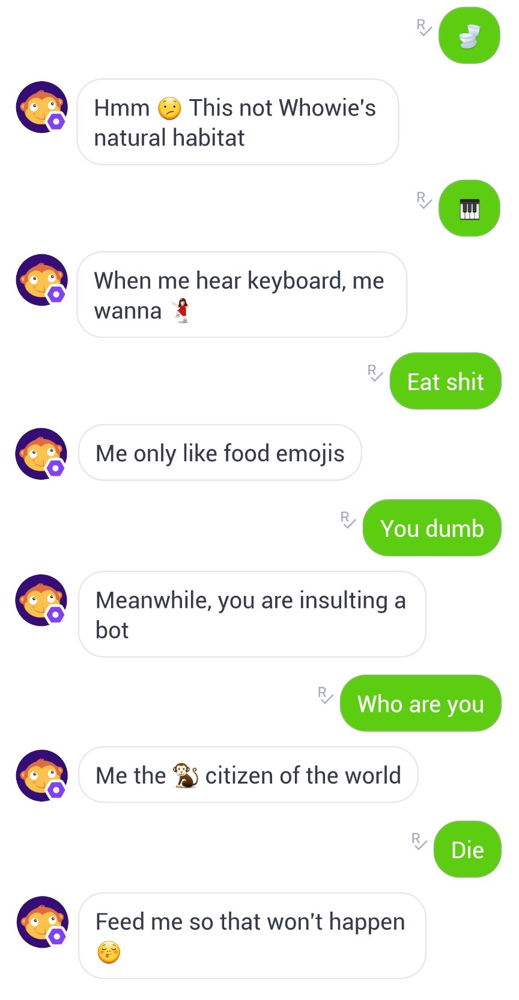 R
🚽
Hmm 😕 This not Whowie's
natural habitat
R
🎹
When me hear keyboard, me
wanna 💃
R
Eat shit
Me only like food emojis
R
You dumb
Meanwhile, you are insulting a
bot
R
Who are you
Me the 🐒 citizen of the world
R
Die
Feed me so that won't happen
😋